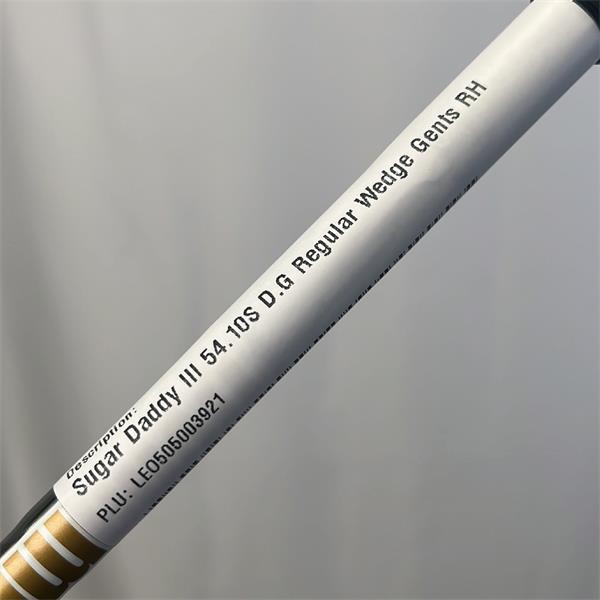 Description:
Sugar Daddy III 54.10S D.G Regular Wedge Gents RH
PLU: LEO505003921